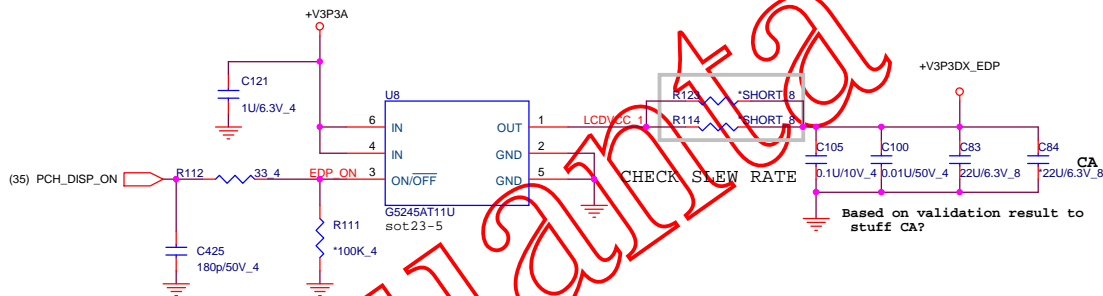 +V3P3A
+V3P3DX_EDP
C121
1U/6.3V_4
U8
R123
*SHORT_8
LCDVCC_1
R114
*SHORT_8
6
IN
OUT
1
4
IN
GND
2
(35) PCH_DISP_ON
R112
33_4
EDP_ON
3
ON/OFF
GND
5
CHECK SLEW RATE
C105
0.1U/10V_4
C100
0.01U/50V_4
C83
22U/6.3V_8
C84
*22U/6.3V_8
CA
G5245AT11U
sot23-5
R111
*100K_4
C425
180p/50V_4
Based on validation result to
stuff CA?